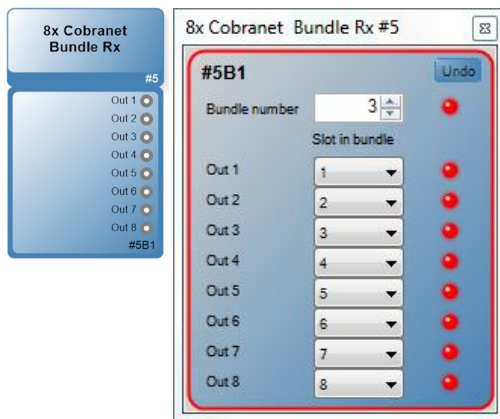 8x Cobranet
Bundle Rx
#5
Out 1
Out 2
Out 3
Out 4
Out 5
Out 6
Out 7
Out 8
#5B1
8x Cobranet Bundle Rx #5
#5B1 Undo
Bundle number 3
Slot in bundle
Out 1 1
Out 2 2
Out 3 3
Out 4 4
Out 5 5
Out 6 6
Out 7 7
Out 8 8